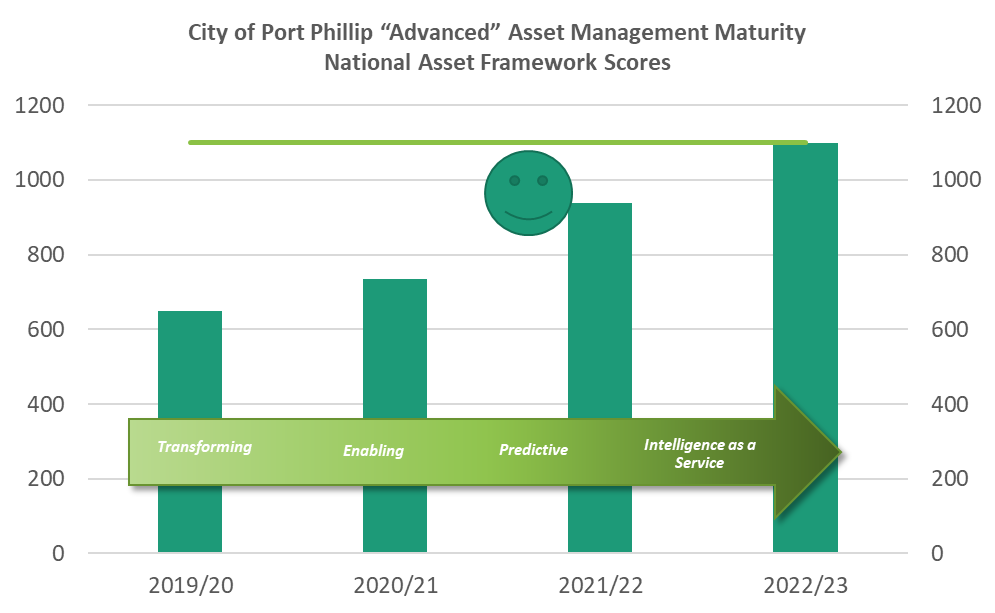 City of Port Phillip “Advanced” Asset Management Maturity
National Asset Framework Scores
1200 1200
1000 1000
800 800
600 600
400 400
Transforming Enabling Predictive Intelligence as a
Service
200 200
0 0
2019/20 2020/21 2021/22 2022/23